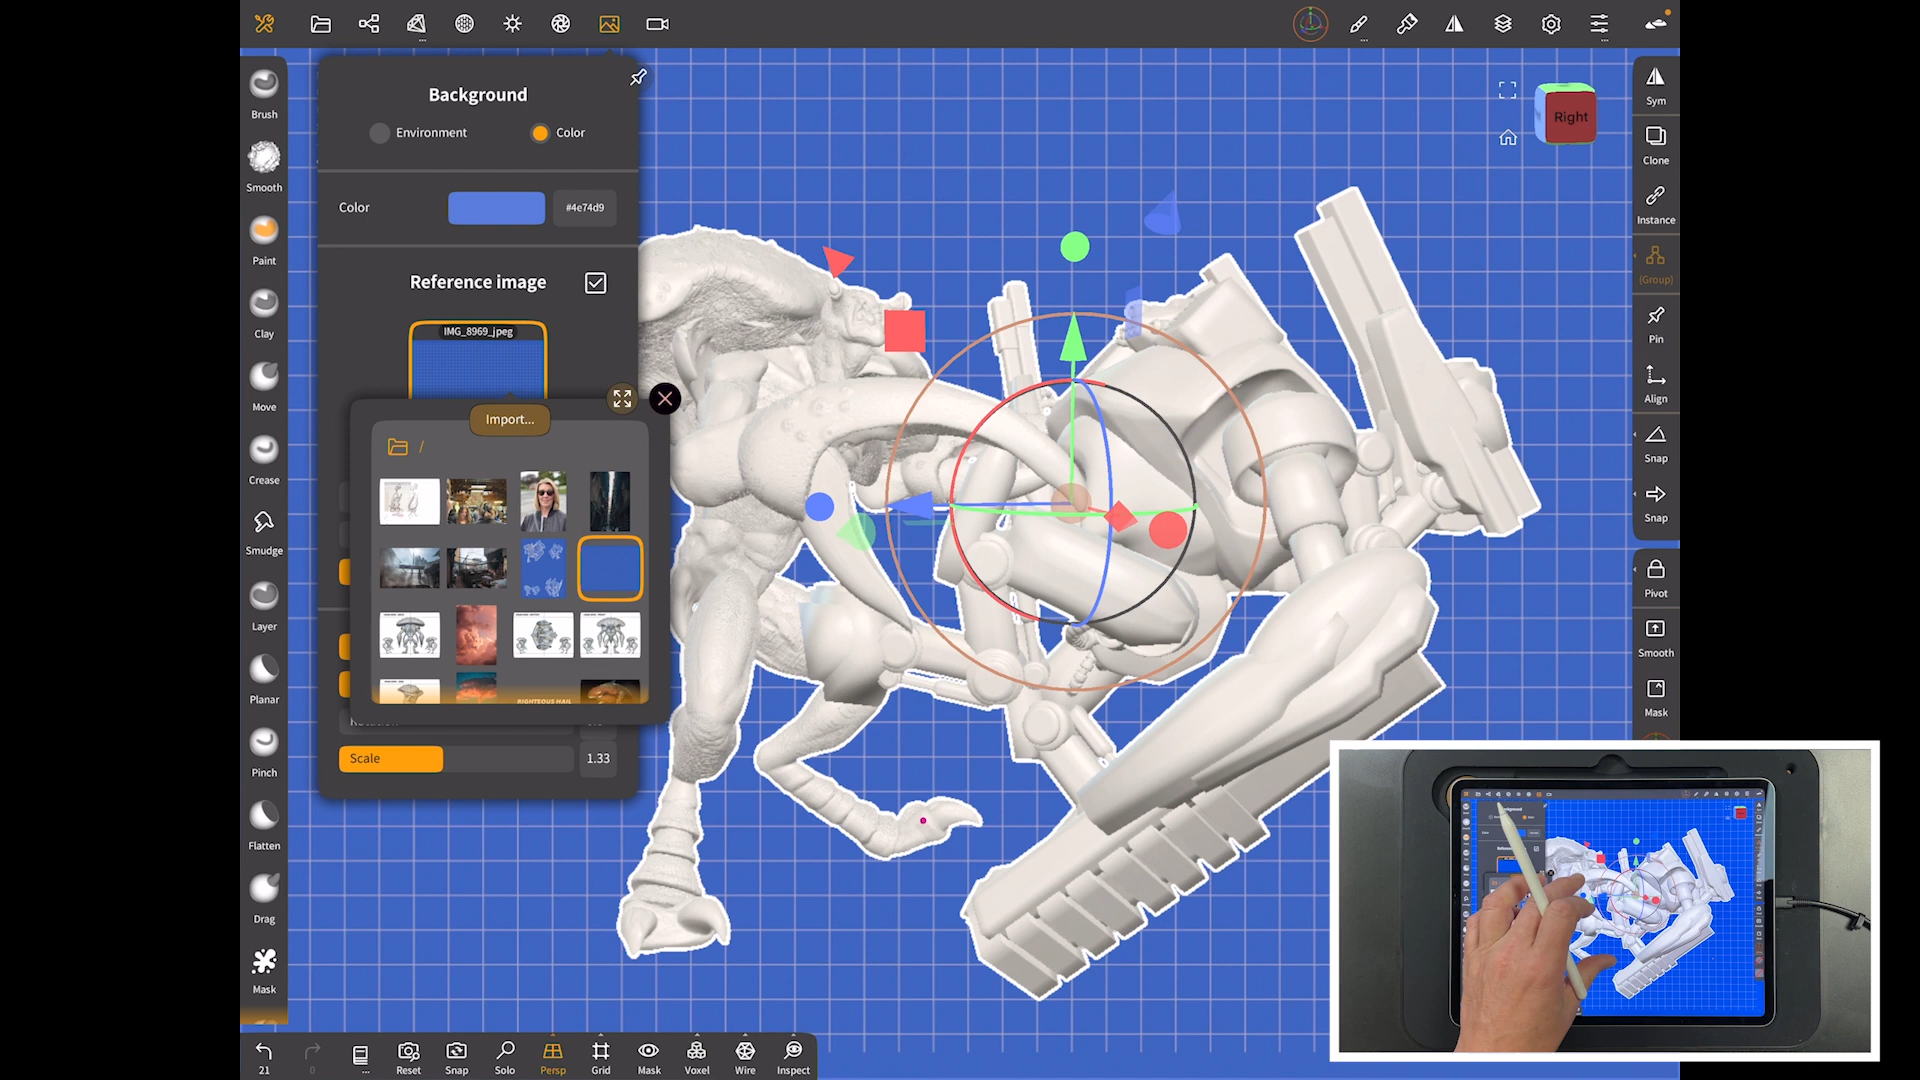 Background
Environment
Color
Color
#4e74d9
Reference image
IMG_8969_jpeg
Import...
/
RIGHTEOUS HAIL
Scale
1.33
Brush
Smooth
Paint
Clay
Move
Crease
Smudge
Layer
Planar
Pinch
Flatten
Drag
Mask
Right
Sym
Clone
Instance
(Group)
Pin
Align
Snap
Snap
Pivot
Smooth
Mask
21
0
...
Reset
Snap
Solo
Persp
Grid
Mask
Voxel
Wire
Inspect